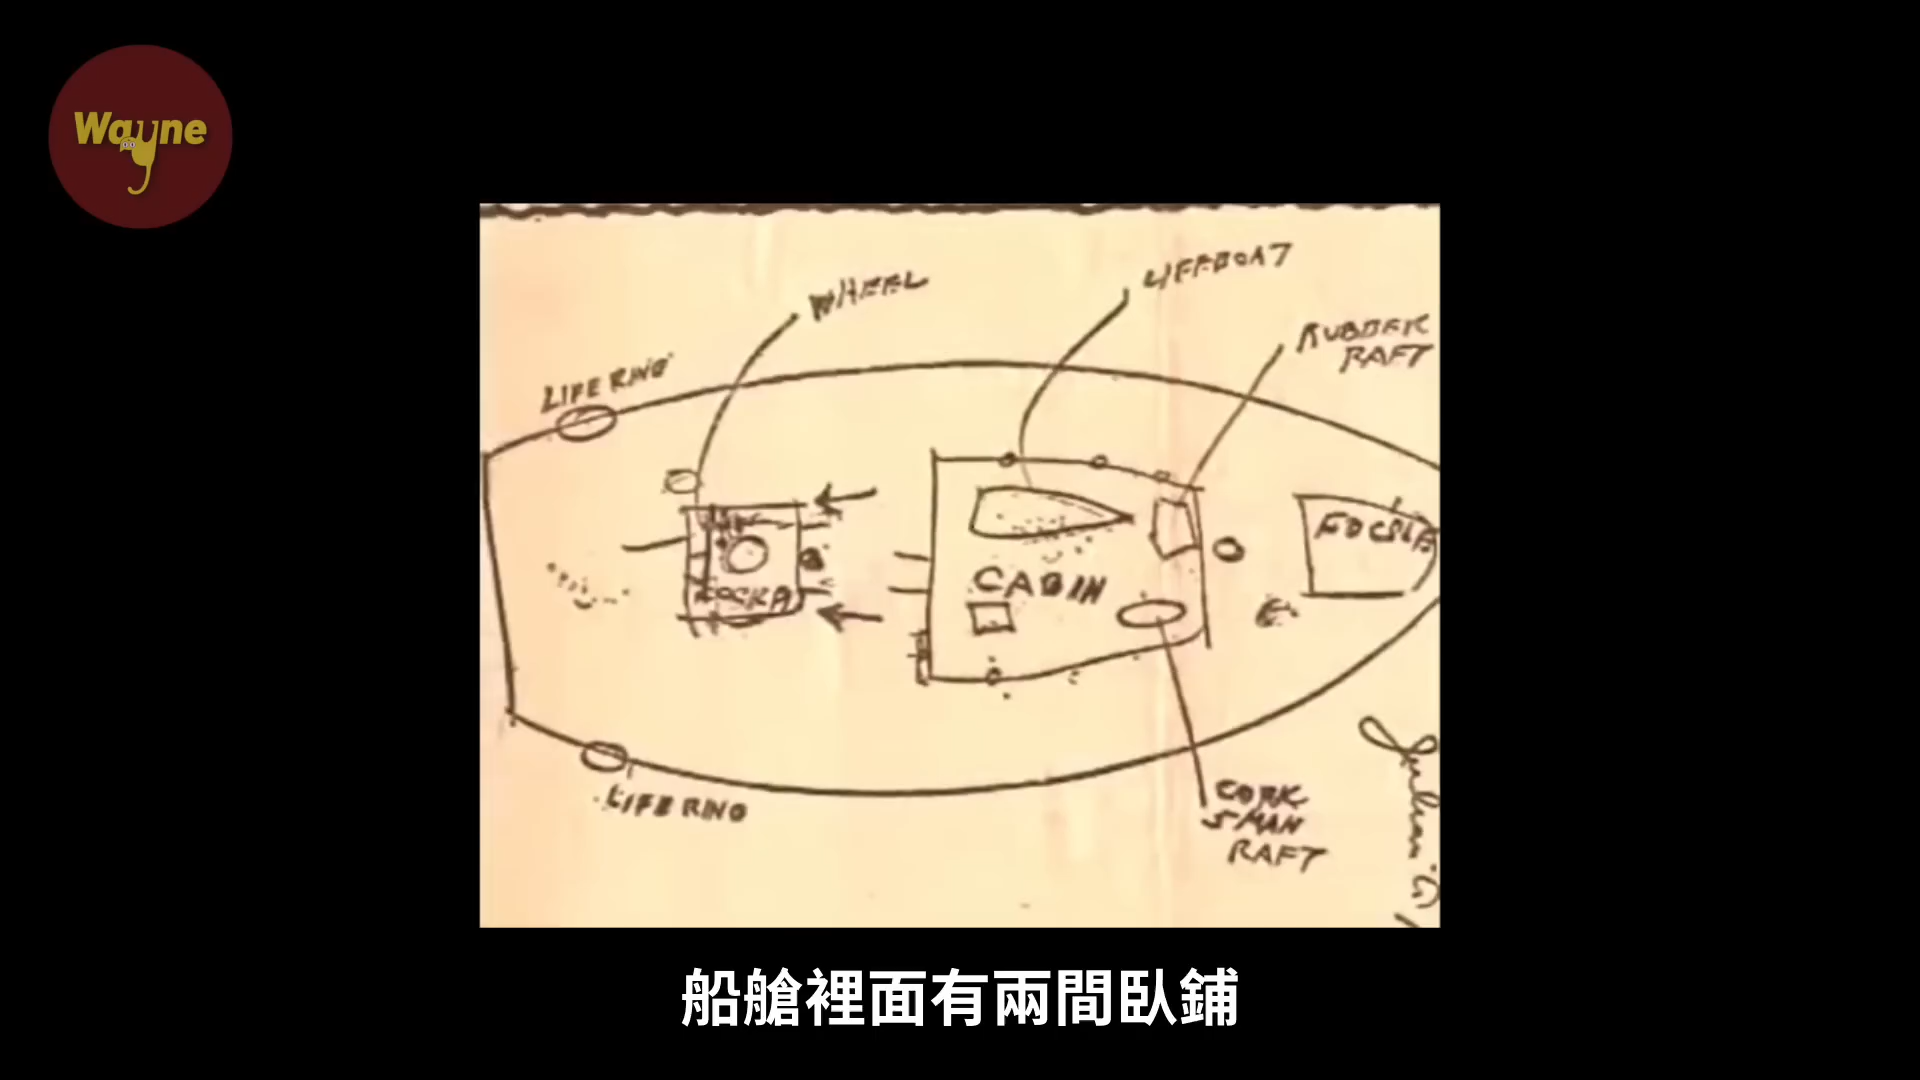 Wayne
WHEEL
LIFEBOAT
RUBBER
RAFT
LIFE RING
CABIN
LIFE RING
CORK
5 MAN
RAFT
船艙裡面有兩間臥鋪